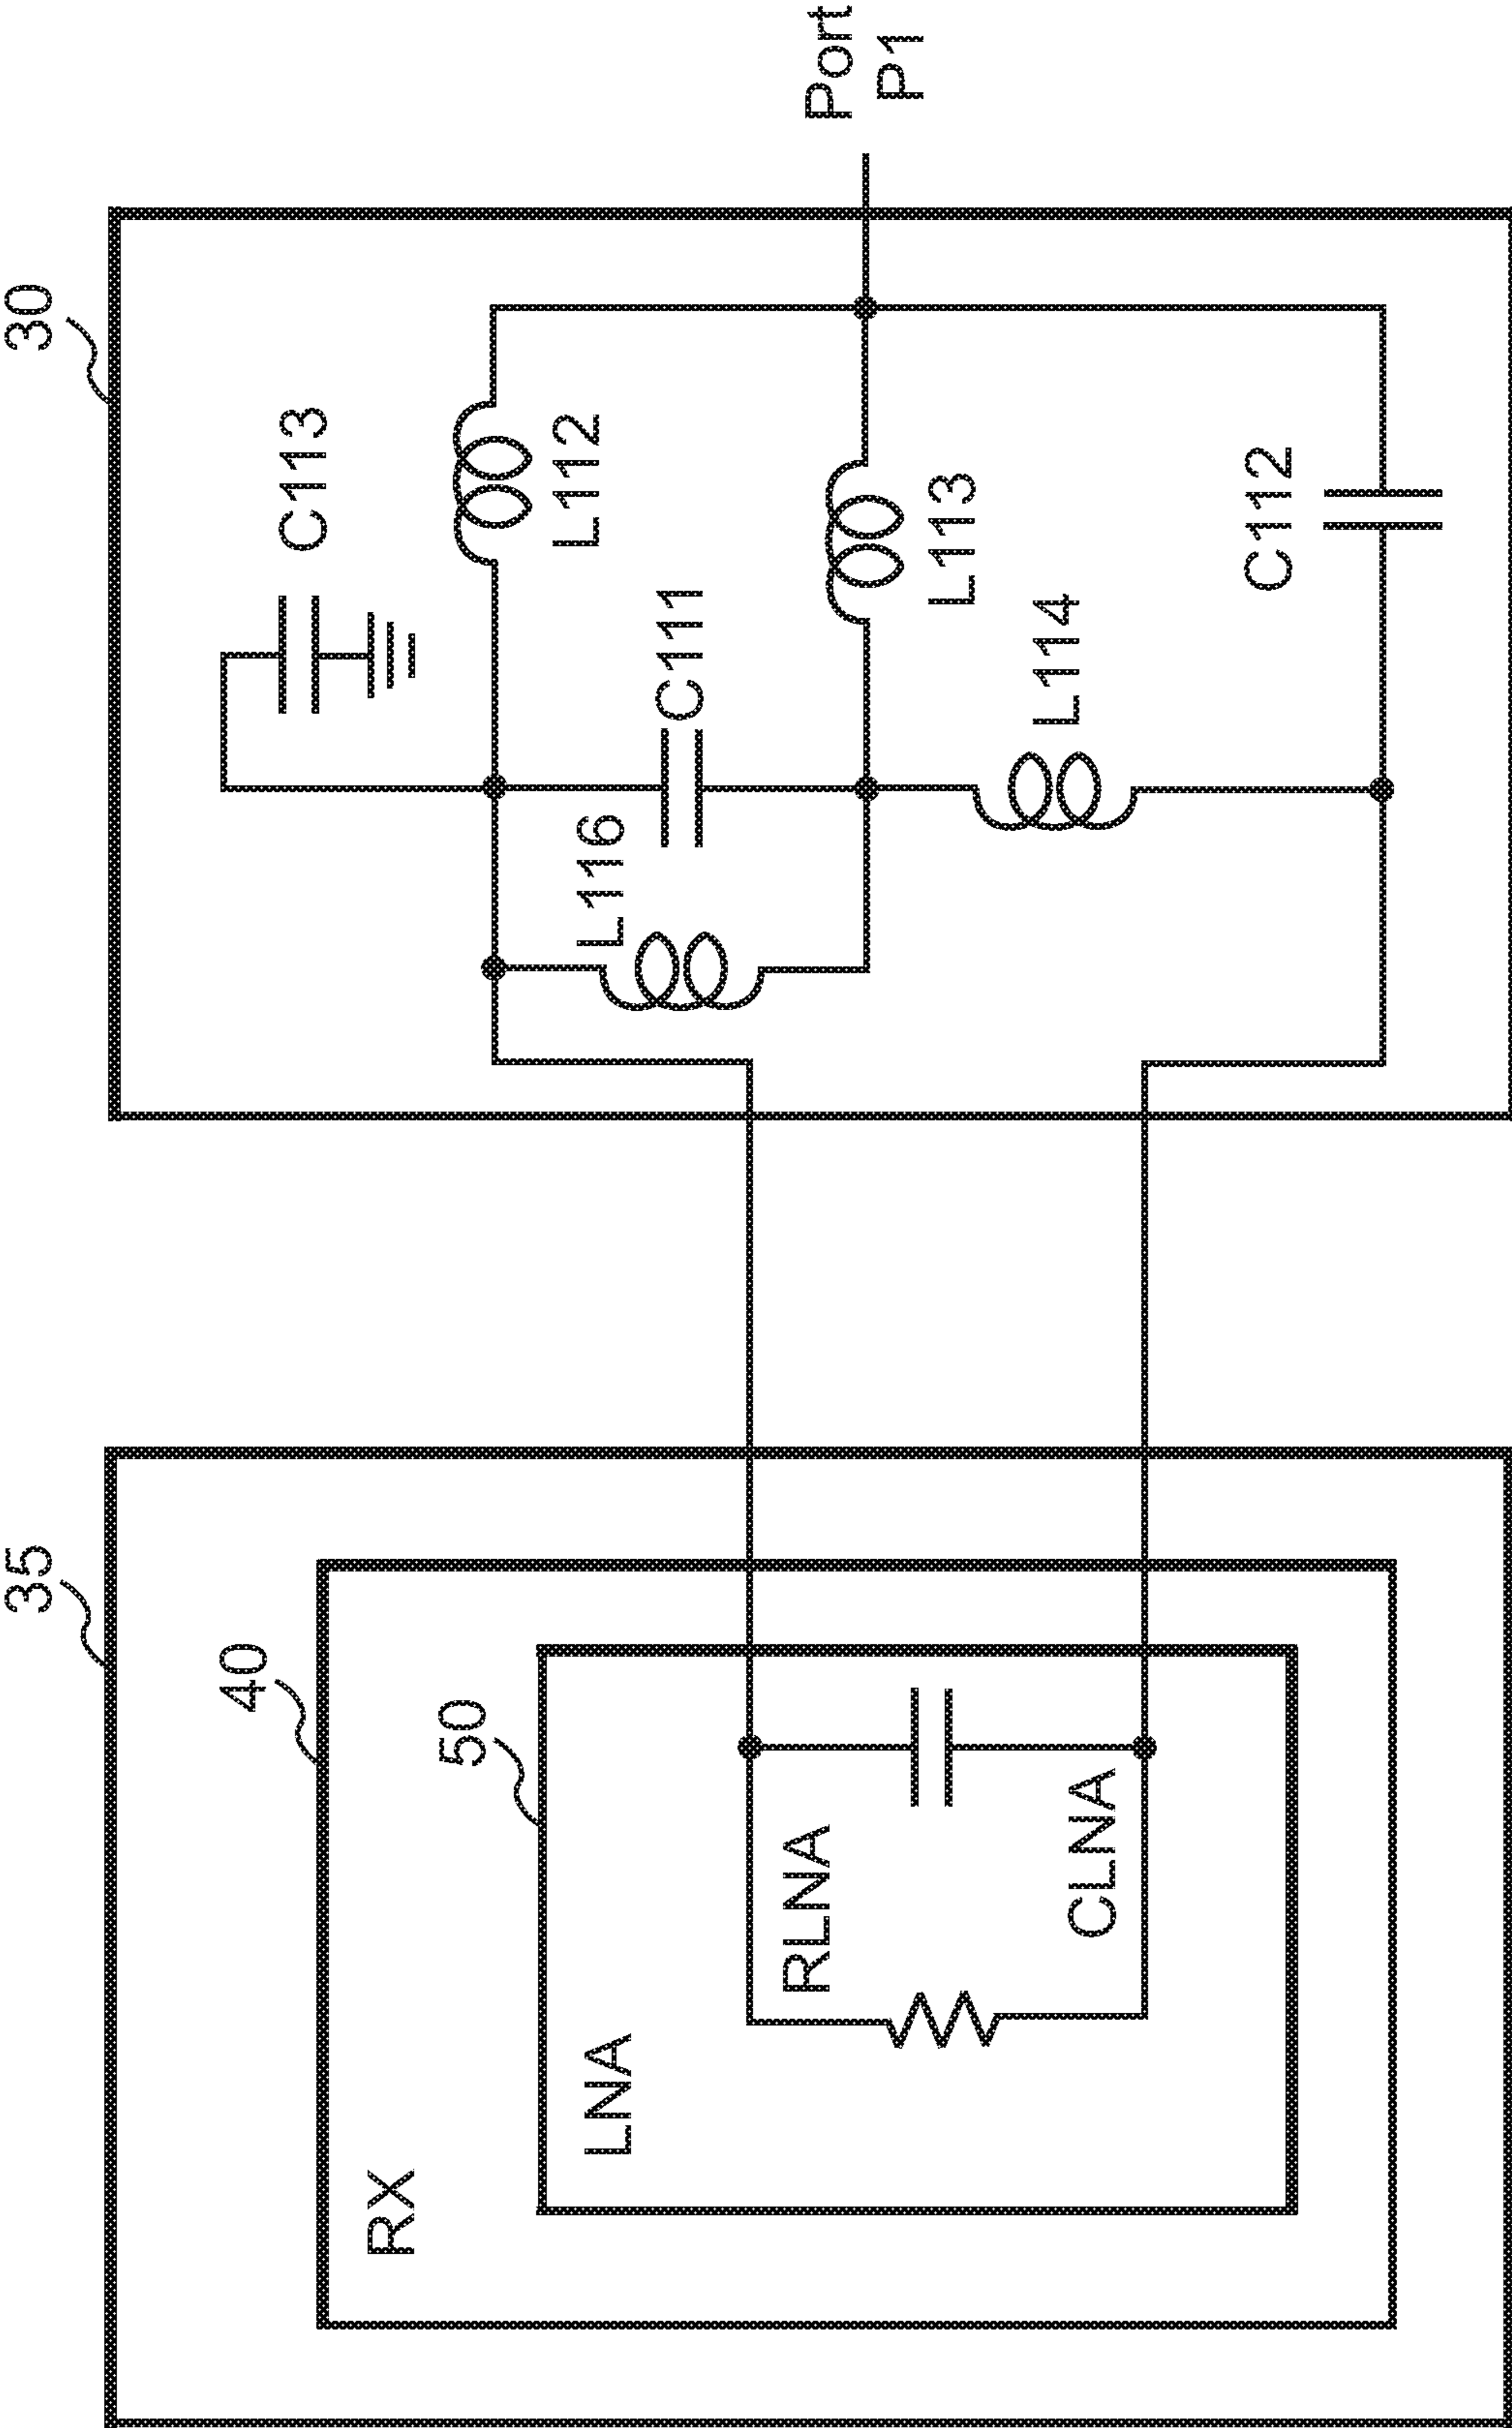 35
40
50
RX
LNA
RLNA
CLNA
30
C113
L112
C111
L116
L113
L114
C112
Port
P1